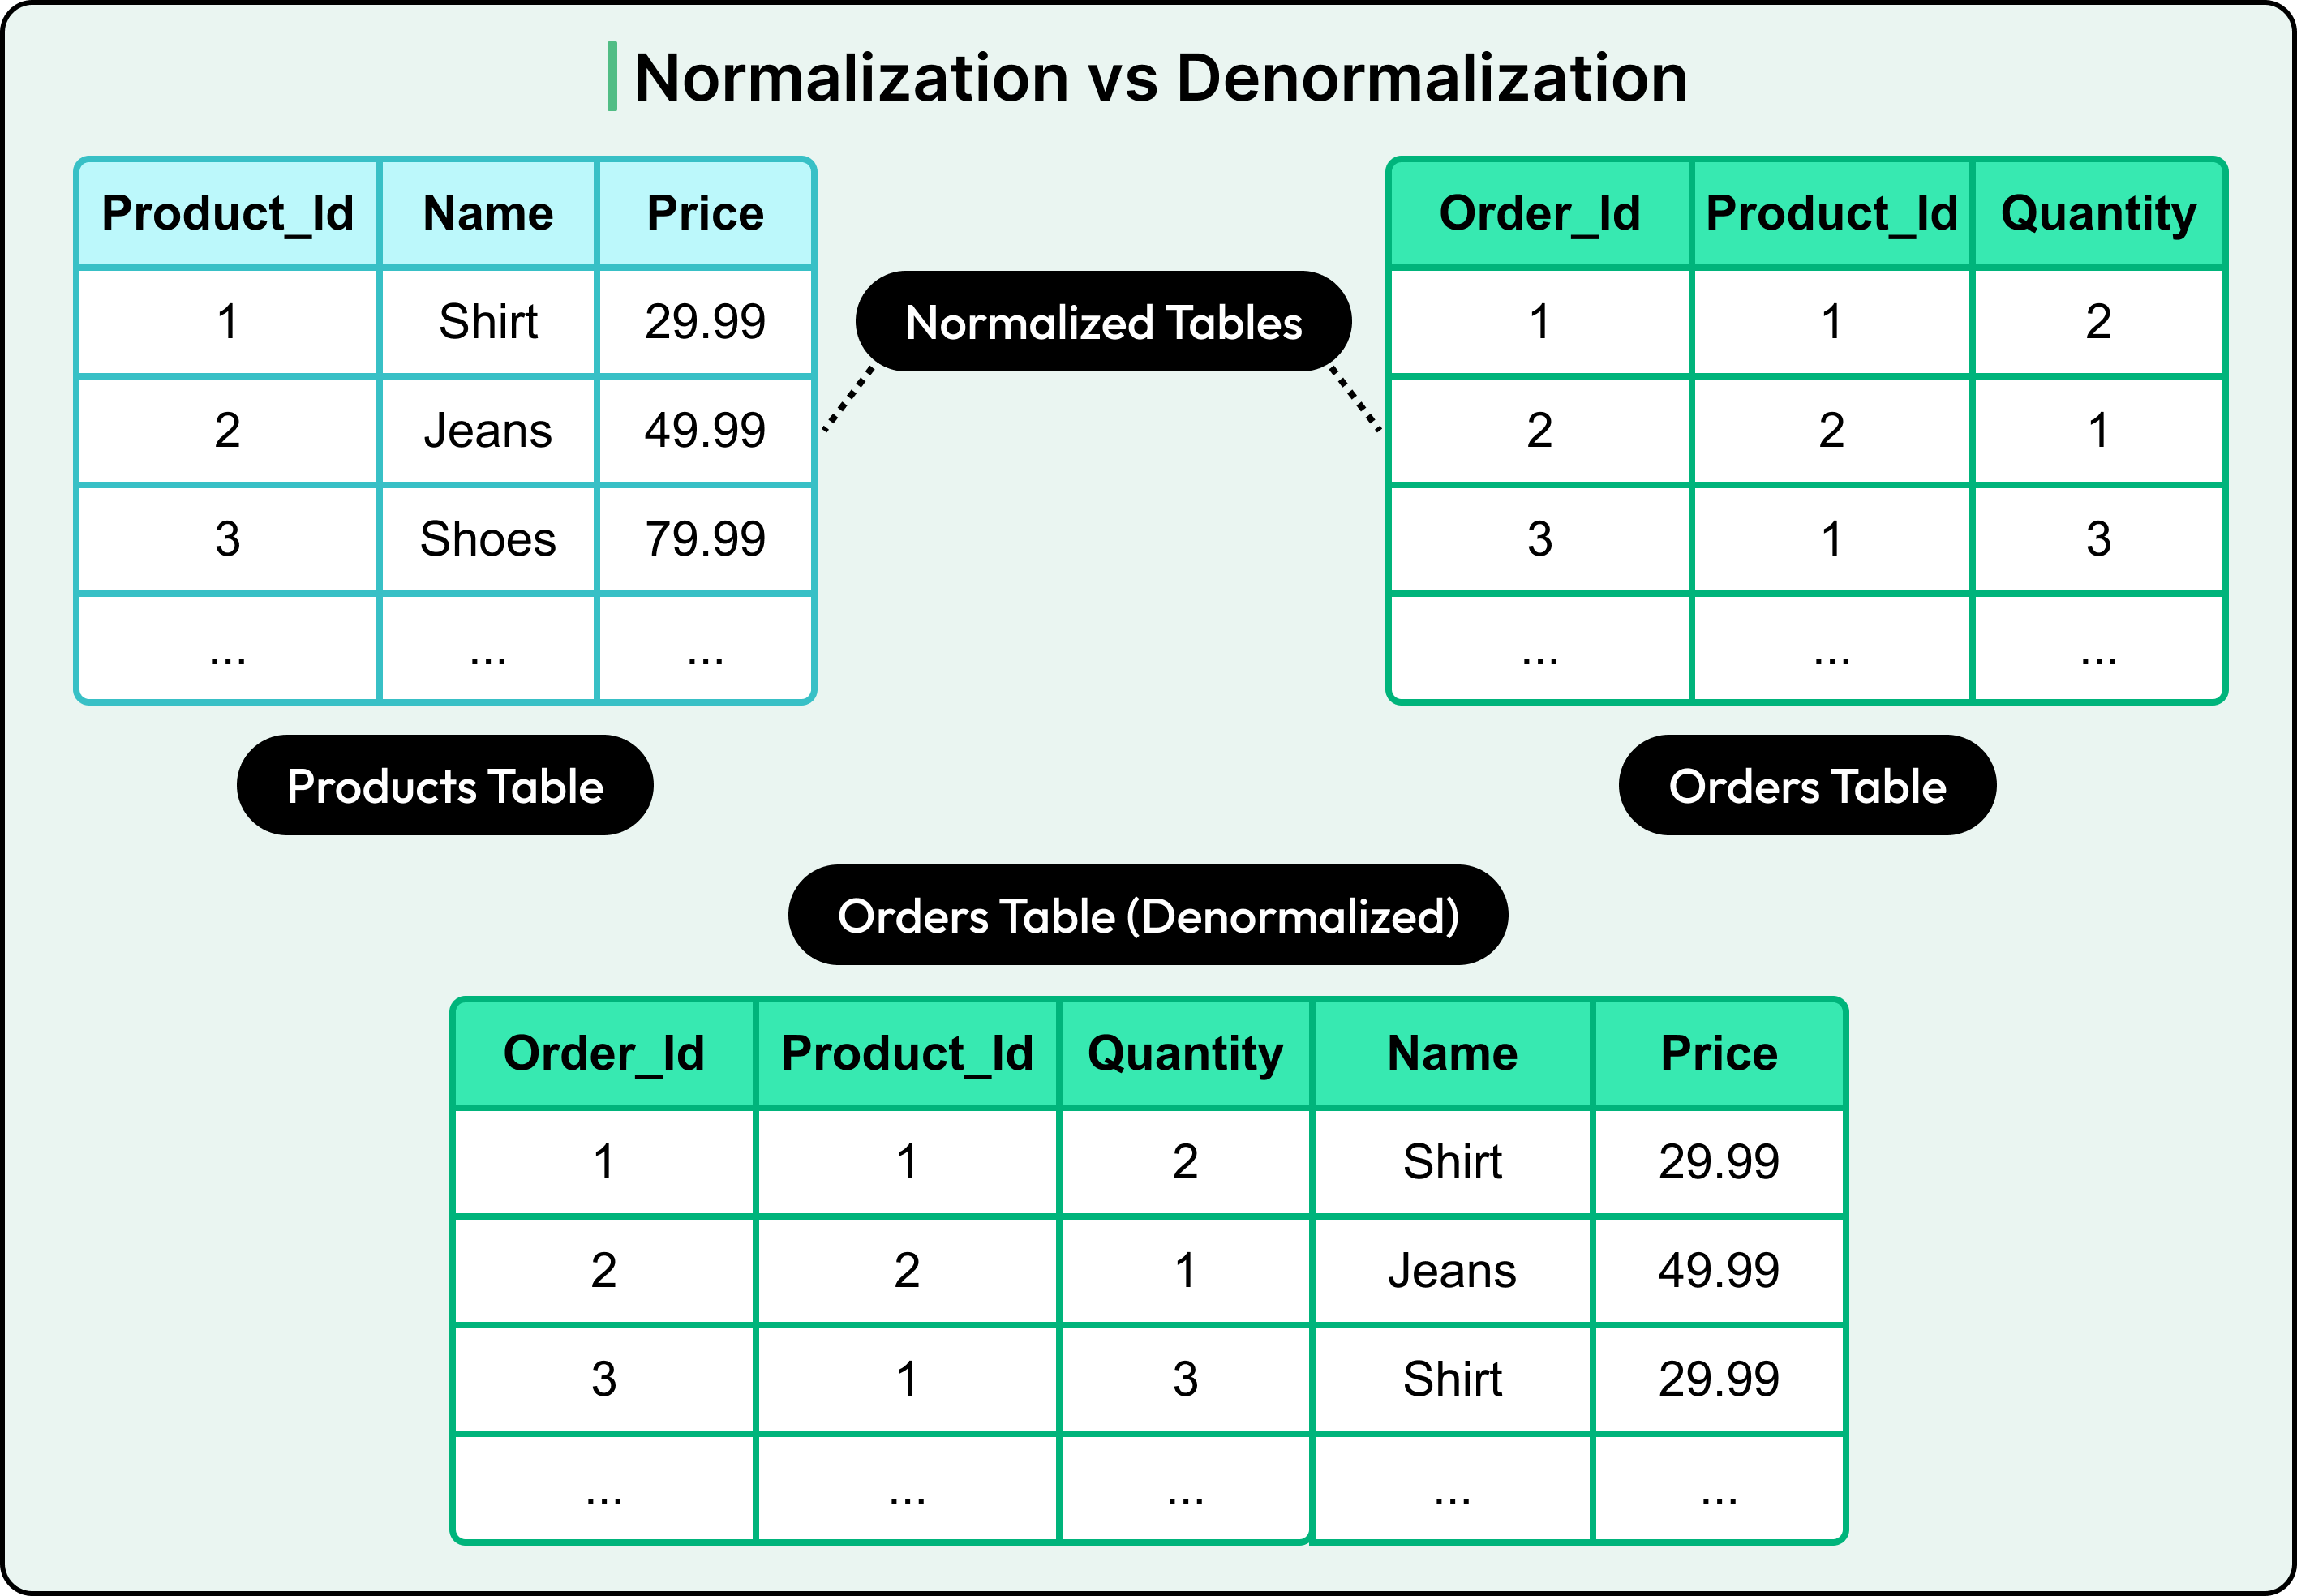 Normalization vs Denormalization
Product_Id Name Price
1 Shirt 29.99
2 Jeans 49.99
3 Shoes 79.99
... ... ...
Products Table
Normalized Tables
Order_Id Product_Id Quantity
1 1 2
2 2 1
3 1 3
... ... ...
Orders Table
Orders Table (Denormalized)
Order_Id Product_Id Quantity Name Price
1 1 2 Shirt 29.99
2 2 1 Jeans 49.99
3 1 3 Shirt 29.99
... ... ... ... ...